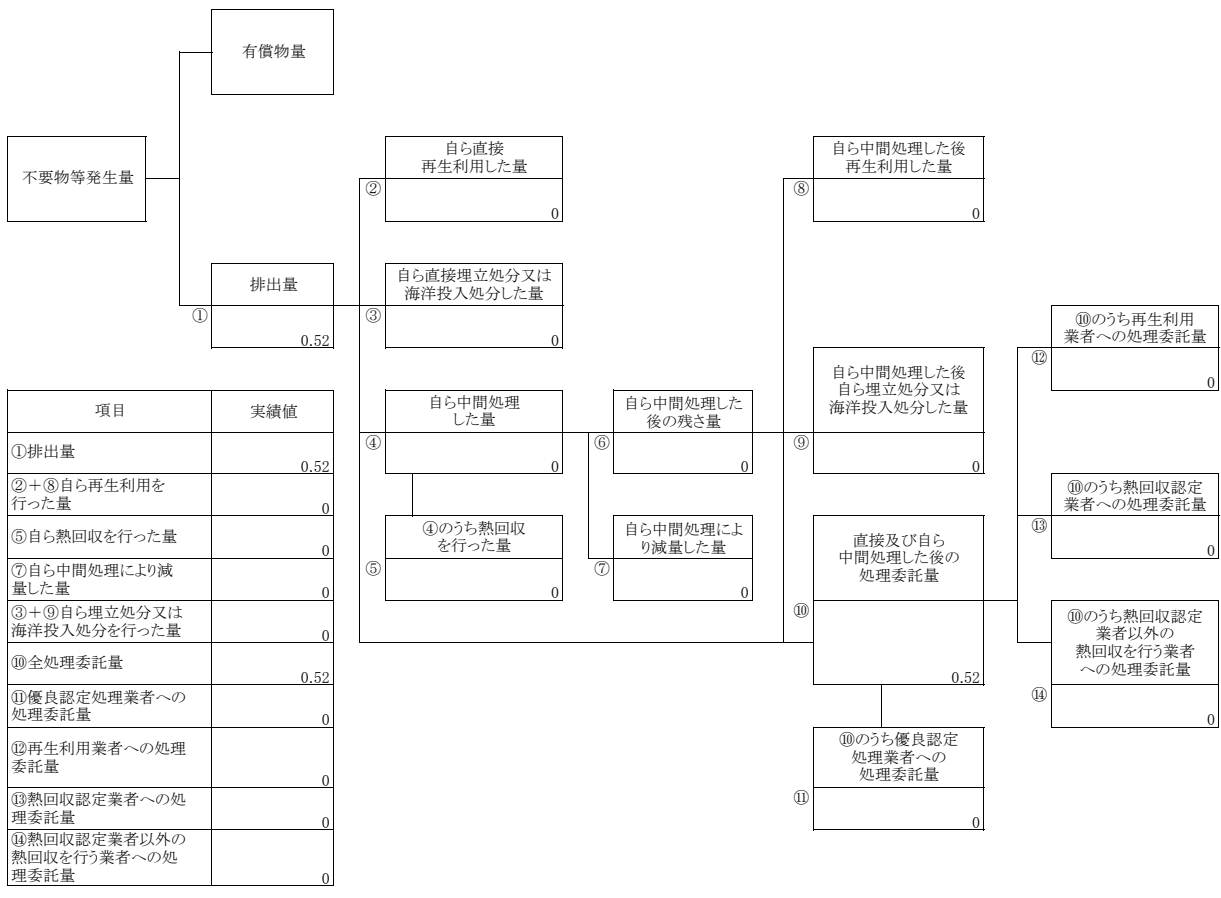 有償物量
不要物等発生量
排出量
①
0.52
自ら直接
再生利用した量
②
0
自ら直接埋立処分又は
海洋投入処分した量
③
0
自ら中間処理
した量
④
0
④のうち熱回収
を行った量
⑤
0
自ら中間処理した
後の残さ量
⑥
0
自ら中間処理によ
り減量した量
⑦
0
自ら中間処理した後
再生利用した量
⑧
0
自ら中間処理した後
自ら埋立処分又は
海洋投入処分した量
⑨
0
直接及び自ら
中間処理した後の
処理委託量
⑩
0.52
⑩のうち優良認定
処理業者への
処理委託量
⑪
0
⑩のうち再生利用
業者への処理委託量
⑫
0
⑩のうち熱回収認定
業者への処理委託量
⑬
0
⑩のうち熱回収認定
業者以外の
熱回収を行う業者
への処理委託量
⑭
0
項目 実績値
①排出量
0.52
②+⑧自ら再生利用を
行った量
0
⑤自ら熱回収を行った量
0
⑦自ら中間処理により減
量した量
0
③+⑨自ら埋立処分又は
海洋投入処分を行った量
0
⑩全処理委託量
0.52
⑪優良認定処理業者への
処理委託量
0
⑫再生利用業者への処理
委託量
0
⑬熱回収認定業者への処
理委託量
0
⑭熱回収認定業者以外の
熱回収を行う業者への処
理委託量
0